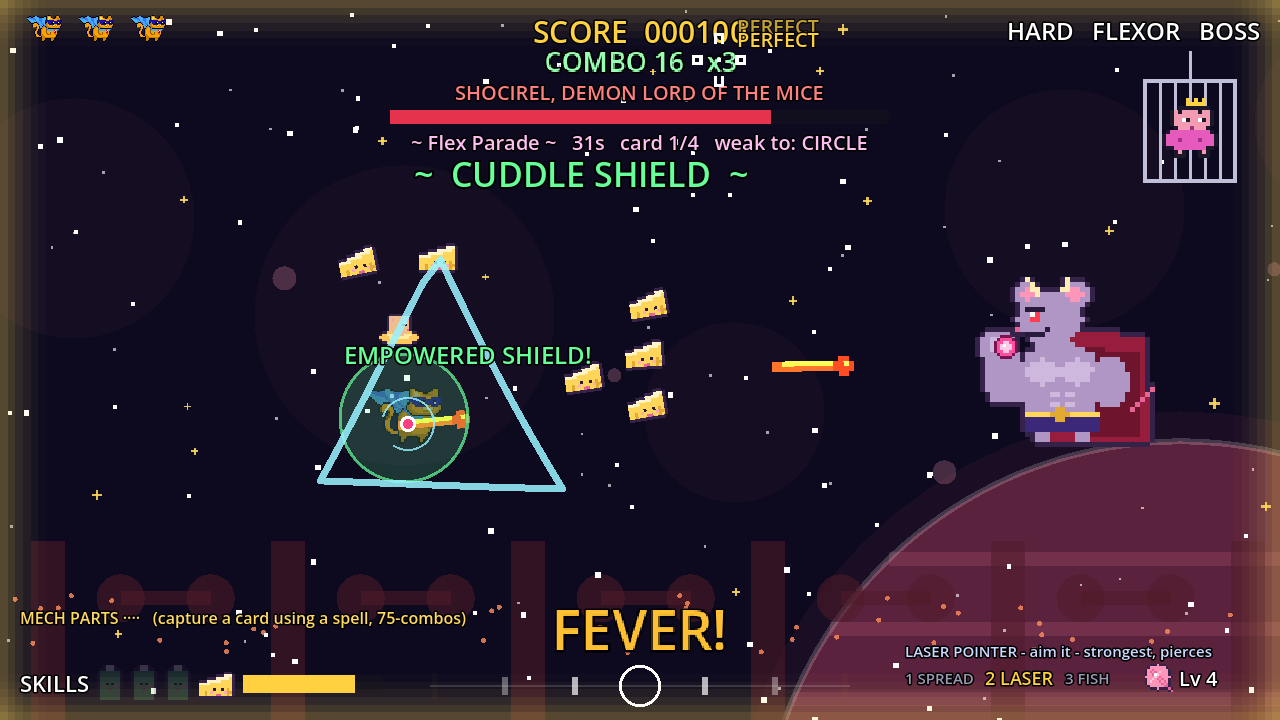 SCORE 000100
PERFECT
PERFECT
HARD FLEXOR BOSS
COMBO 16 x3
SHOCIREL, DEMON LORD OF THE MICE
~ Flex Parade ~ 31s card 1/4 weak to: CIRCLE
~ CUDDLE SHIELD ~
EMPOWERED SHIELD!
MECH PARTS ···· (capture a card using a spell, 75-combos)
FEVER!
LASER POINTER - aim it - strongest, pierces
SKILLS
1 SPREAD 2 LASER 3 FISH
Lv 4